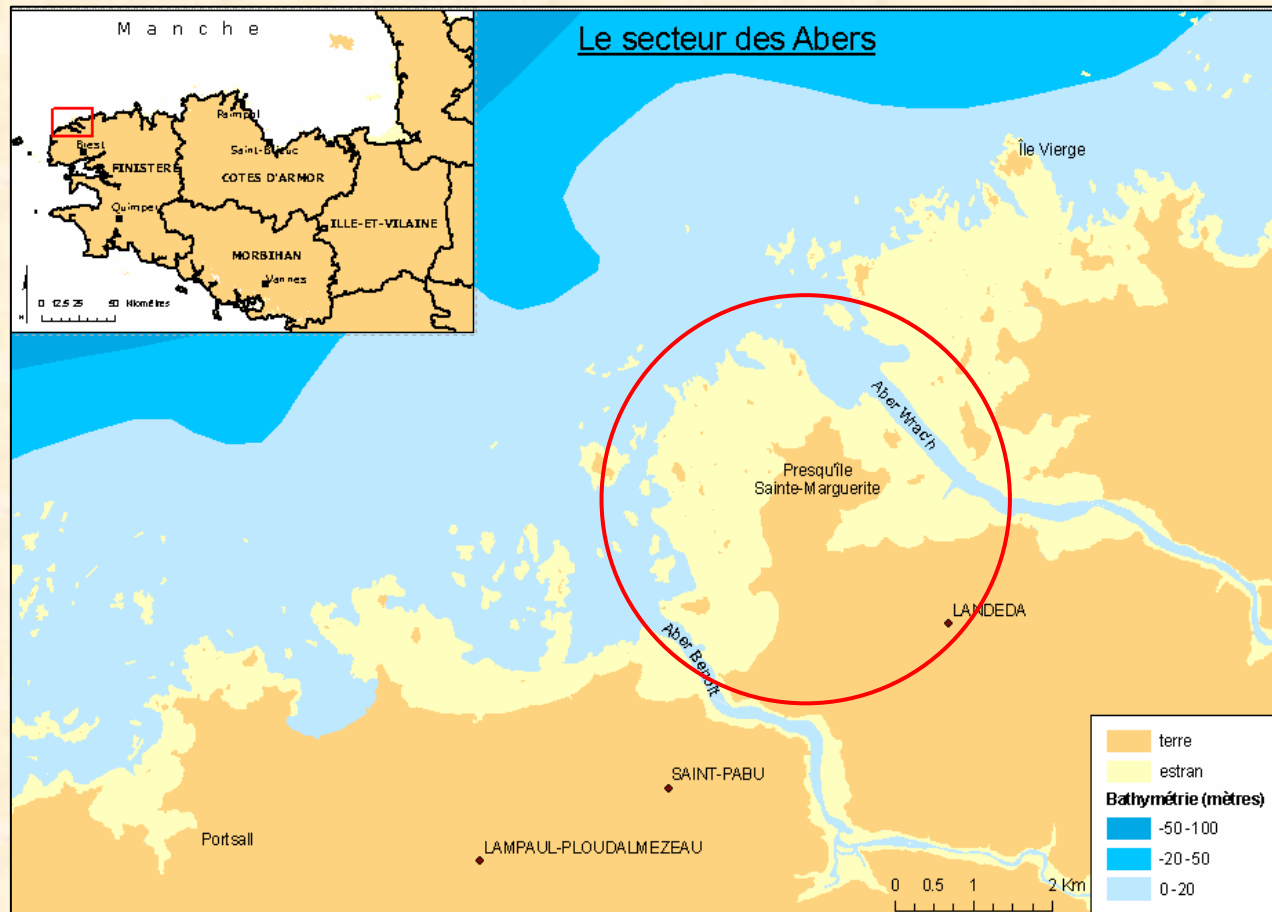 Le secteur des Abers
Manche
Paimpol
Brest
Saint-Brieuc
FINISTERE
COTES D'ARMOR
Quimper
ILLE-ET-VILAINE
MORBIHAN
Vannes
0 12.5 25 50 Kilomètres
N
Île Vierge
Aber Wrac'h
Presqu'île
Sainte-Marguerite
LANDEDA
Aber Benoît
SAINT-PABU
Portsall
LAMPAUL-PLOUDALMEZEAU
terre
estran
Bathymétrie (mètres)
-50-100
-20-50
0-20
0 0.5 1 2 Km